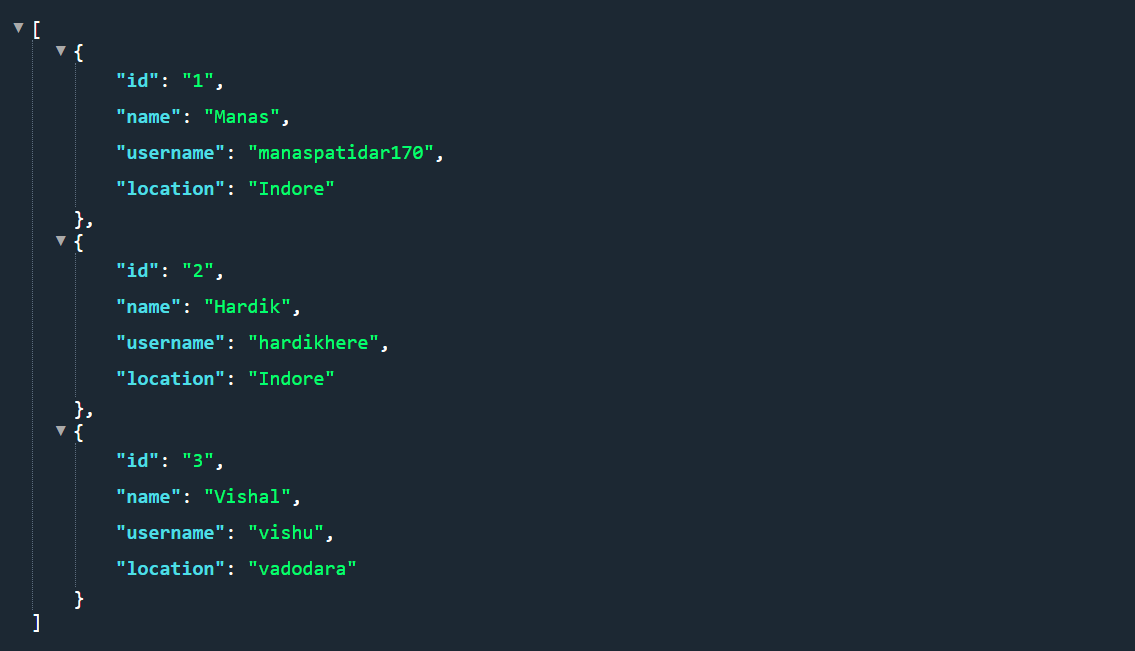 [
{
"id": "1",
"name": "Manas",
"username": "manaspatidar170",
"location": "Indore"
},
{
"id": "2",
"name": "Hardik",
"username": "hardikhere",
"location": "Indore"
},
{
"id": "3",
"name": "Vishal",
"username": "vishu",
"location": "vadodara"
}
]